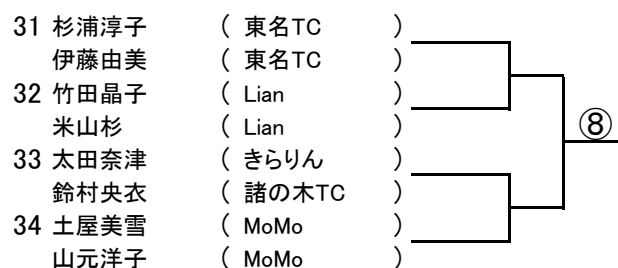 31 杉浦淳子 ( 東名TC )
伊藤由美 ( 東名TC )
32 竹田晶子 ( Lian )
米山杉 ( Lian )
⑧
33 太田奈津 ( きらりん )
鈴村央衣 ( 諸の木TC )
34 土屋美雪 ( MoMo )
山元洋子 ( MoMo )